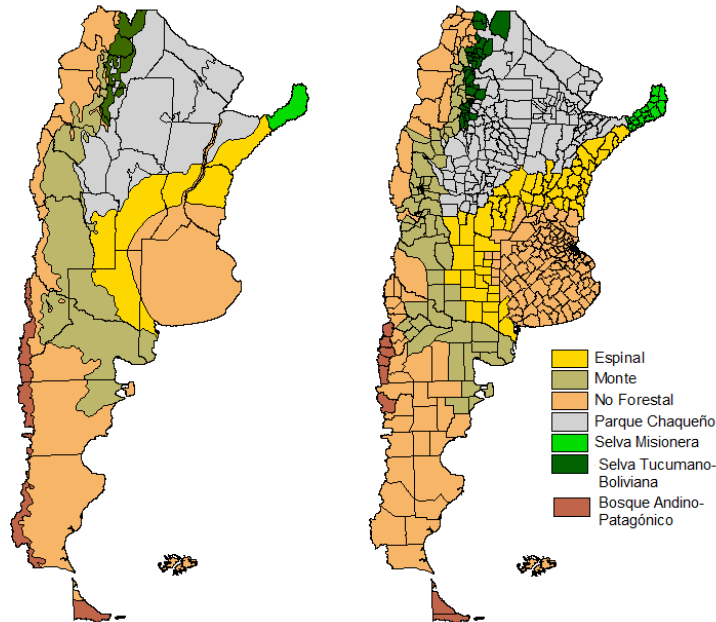 Espinal
Monte
No Forestal
Parque Chaqueño
Selva Misionera
Selva Tucumano-
Boliviana
Bosque Andino-
Patagónico